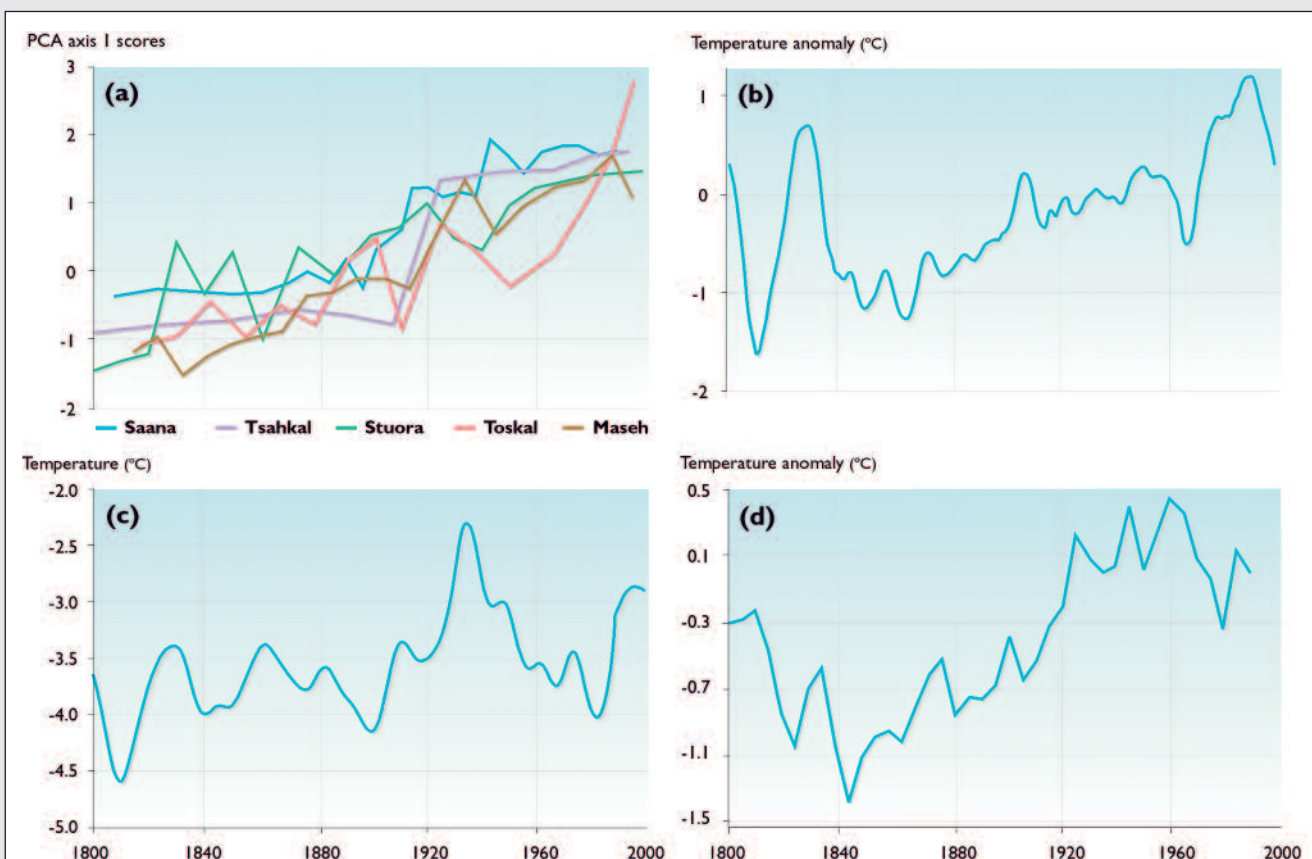 PCA axis 1 scores
3
2
1
0
-1
-2
(a)
Saana Tsahkal Stuora Toskal Maseh
Temperature anomaly (ºC)
1
0
-1
-2
(b)
Temperature (ºC)
-2.0
-2.5
-3.0
-3.5
-4.0
-4.5
-5.0
(c)
1800 1840 1880 1920 1960 2000
Temperature anomaly (ºC)
0.5
0.1
-0.3
-0.7
-1.1
-1.5
(d)
1800 1840 1880 1920 1960 2000